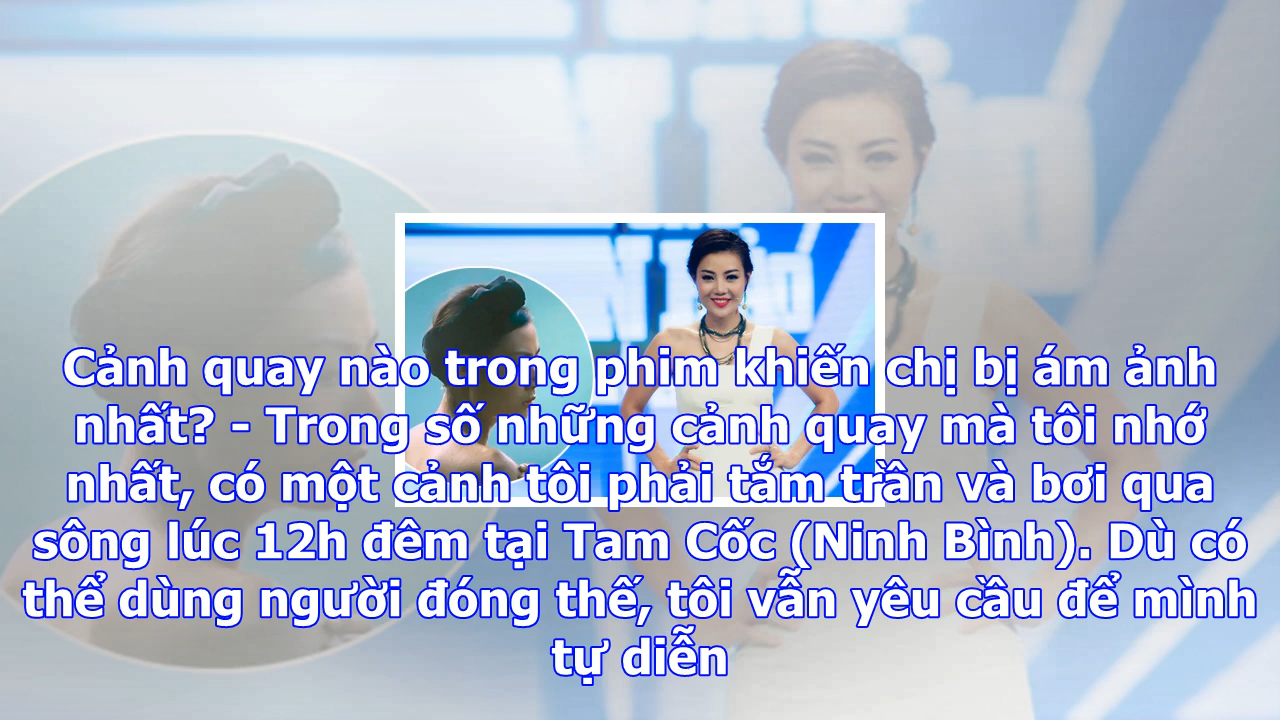 Cảnh quay nào trong phim khiến chị bị ám ảnh
nhất? - Trong số những cảnh quay mà tôi nhớ
nhất, có một cảnh tôi phải tắm trần và bơi qua
sông lúc 12h đêm tại Tam Cốc (Ninh Bình). Dù có
thể dùng người đóng thế, tôi vẫn yêu cầu để mình
tự diễn